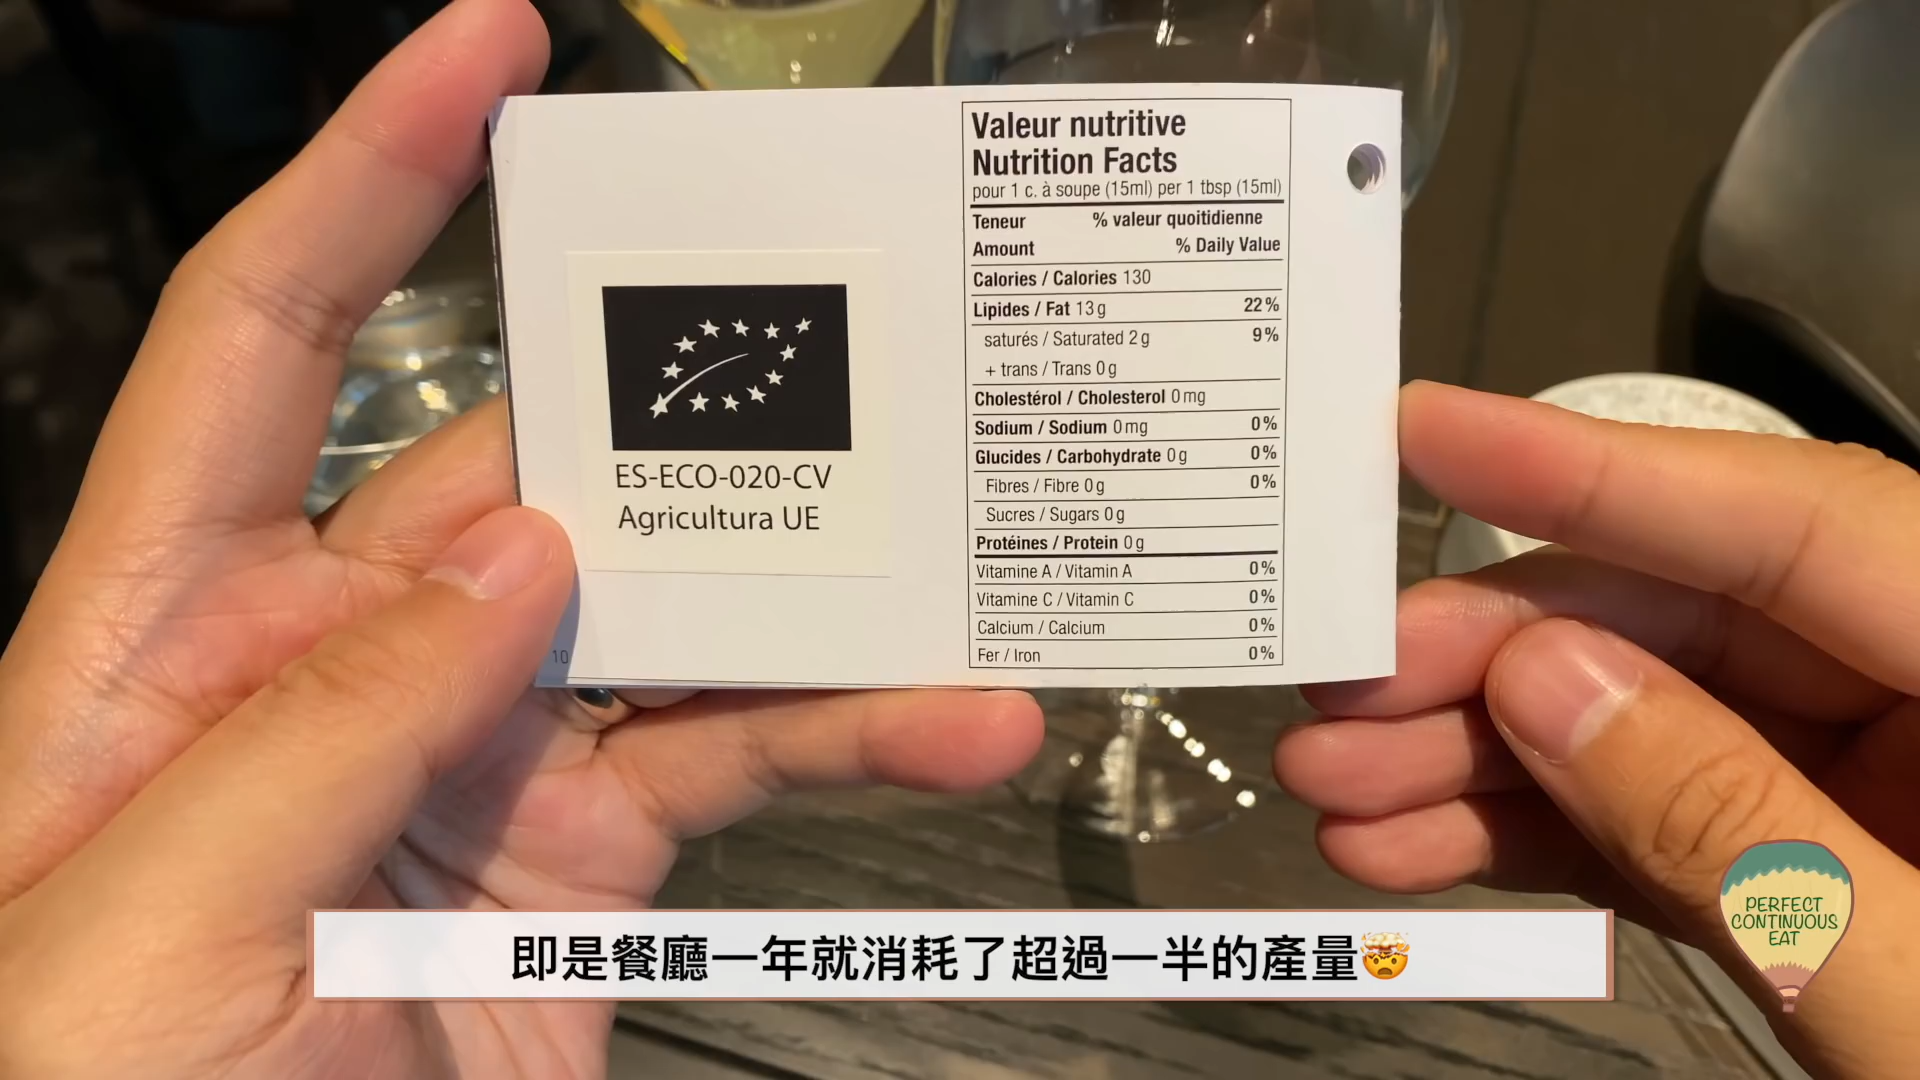 Valeur nutritive
Nutrition Facts
pour 1 c. à soupe (15ml) per 1 tbsp (15ml)
Teneur % valeur quoitidienne
Amount % Daily Value
Calories / Calories 130
Lipides / Fat 13 g 22 %
saturés / Saturated 2 g 9 %
+ trans / Trans 0 g
Cholestérol / Cholesterol 0 mg
Sodium / Sodium 0 mg 0 %
Glucides / Carbohydrate 0 g 0 %
Fibres / Fibre 0 g 0 %
Sucres / Sugars 0 g
Protéines / Protein 0 g
Vitamine A / Vitamin A 0 %
Vitamine C / Vitamin C 0 %
Calcium / Calcium 0 %
Fer / Iron 0 %
ES-ECO-020-CV
Agricultura UE
10
即是餐廳一年就消耗了超過一半的產量🤯
PERFECT
CONTINUOUS
EAT